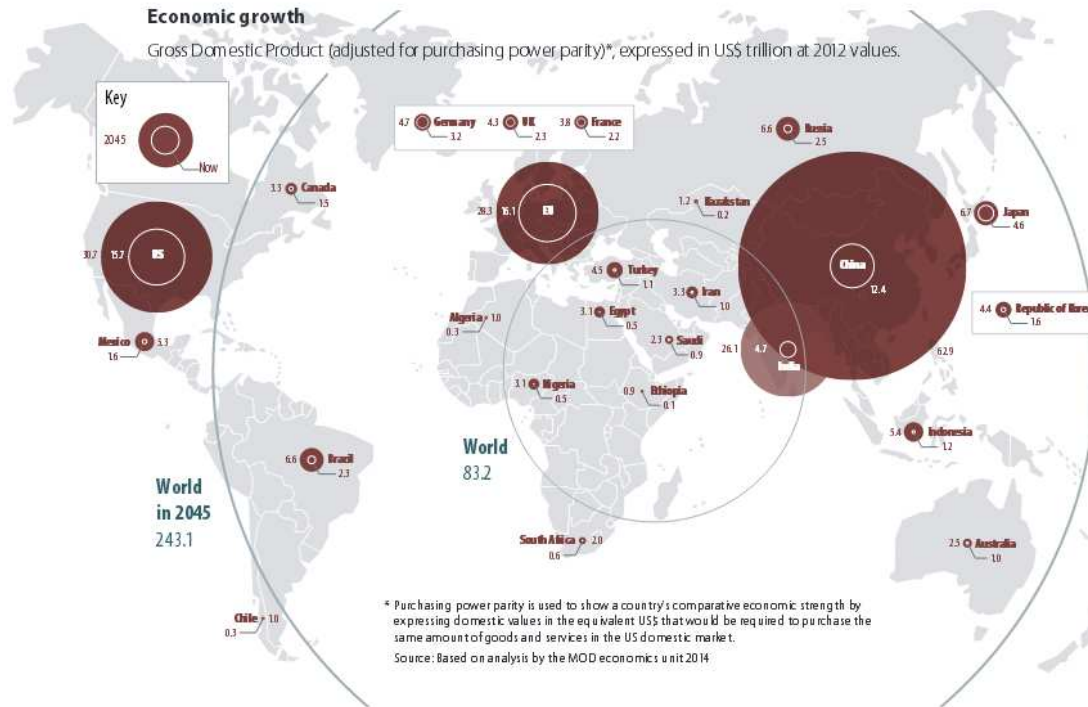 Economic growth
Gross Domestic Product (adjusted for purchasing power parity)*, expressed in US$ trillion at 2012 values.
Key
2045
Now
4.7 Germany
3.2
4.3 UK
2.3
3.8 France
2.2
6.6 Russia
2.5
3.3 Canada
1.5
28.3 16.1
1.2 Kazakstan
0.2
6.7 Japan
4.6
30.7 15.7 US
China
12.4
62.9
4.5 Turkey
1.1
3.3 Iran
1.0
4.4 Republic of Korea
1.6
Algeria 1.0
0.3
3.1 Egypt
0.5
Mexico 5.3
1.6
2.3 Saudi
0.9
26.1 4.7
India
3.1 Nigeria
0.5
0.9 Ethiopia
0.1
5.4 Indonesia
1.2
World
83.2
6.6 Brazil
2.3
World
in 2045
243.1
South Africa 2.0
0.6
2.5 Australia
1.0
Chile 1.0
0.3
* Purchasing power parity is used to show a country's comparative economic strength by
expressing domestic values in the equivalent US$ that would be required to purchase the
same amount of goods and services in the US domestic market.
Source: Based on analysis by the MOD economics unit 2014